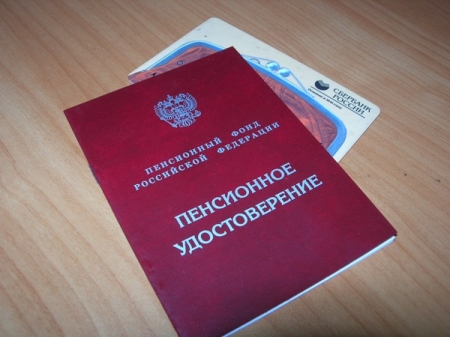 ПЕНСИОННЫЙ ФОНД
РОССИЙСКОЙ ФЕДЕРАЦИИ
ПЕНСИОННОЕ
УДОСТОВЕРЕНИЕ
СБЕРБАНК
РОССИИ